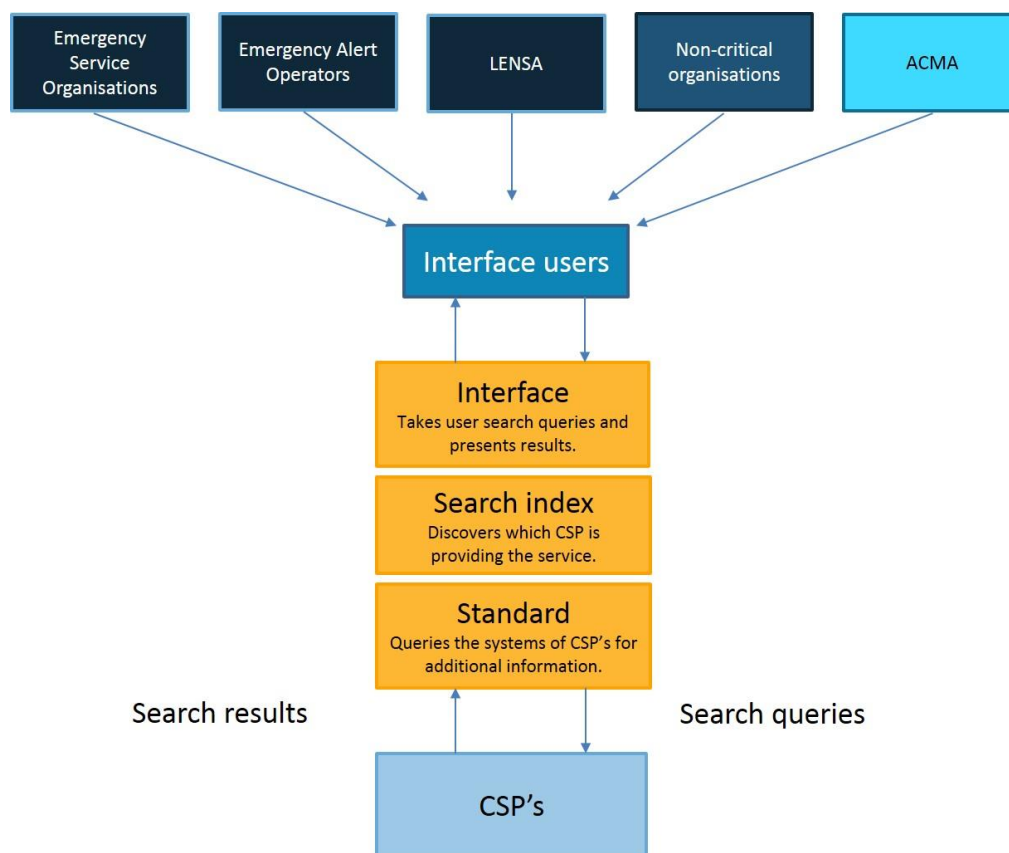 Emergency
Service
Organisations
Emergency Alert
Operators
LENSA
Non-critical
organisations
ACMA
Interface users
Interface
Takes user search queries and
presents results.
Search index
Discovers which CSP is
providing the service.
Standard
Queries the systems of CSP's for
additional information.
Search results
Search queries
CSP's